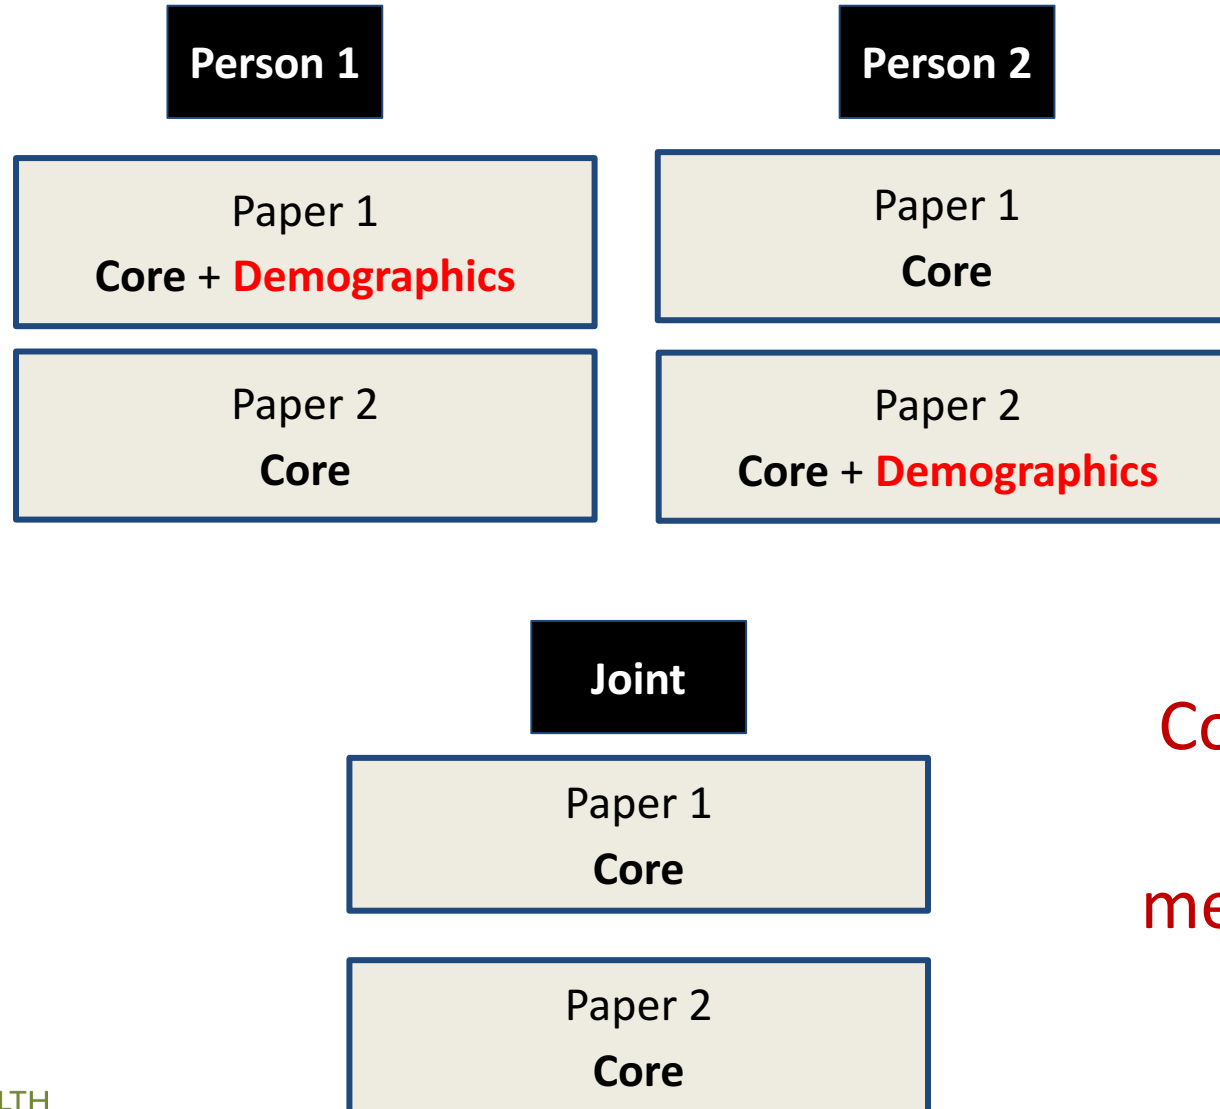 Person 1
Person 2
Paper 1
Core + Demographics
Paper 1
Core
Paper 2
Core
Paper 2
Core + Demographics
Joint
Paper 1
Core
Paper 2
Core